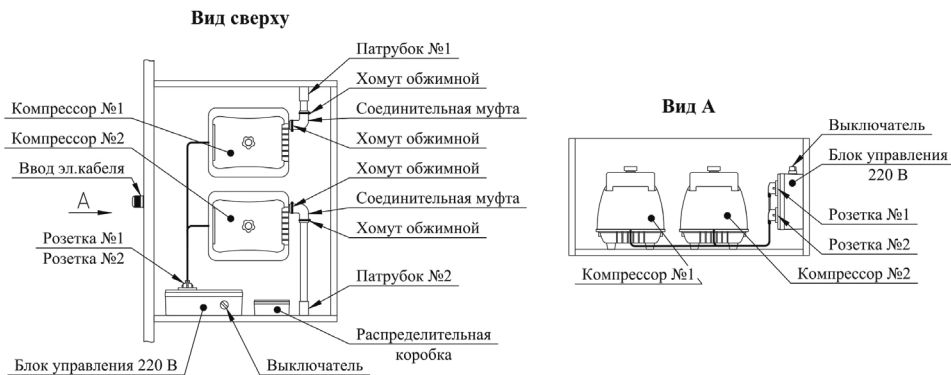 Вид сверху
Патрубок №1
Хомут обжимной
Соединительная муфта
Хомут обжимной
Хомут обжимной
Соединительная муфта
Хомут обжимной
Патрубок №2
Распределительная
коробка
Компрессор №1
Компрессор №2
Ввод эл.кабеля
А
Розетка №1
Розетка №2
Блок управления 220 В
Выключатель
Вид А
Выключатель
Блок управления
220 В
Розетка №1
Розетка №2
Компрессор №1
Компрессор №2